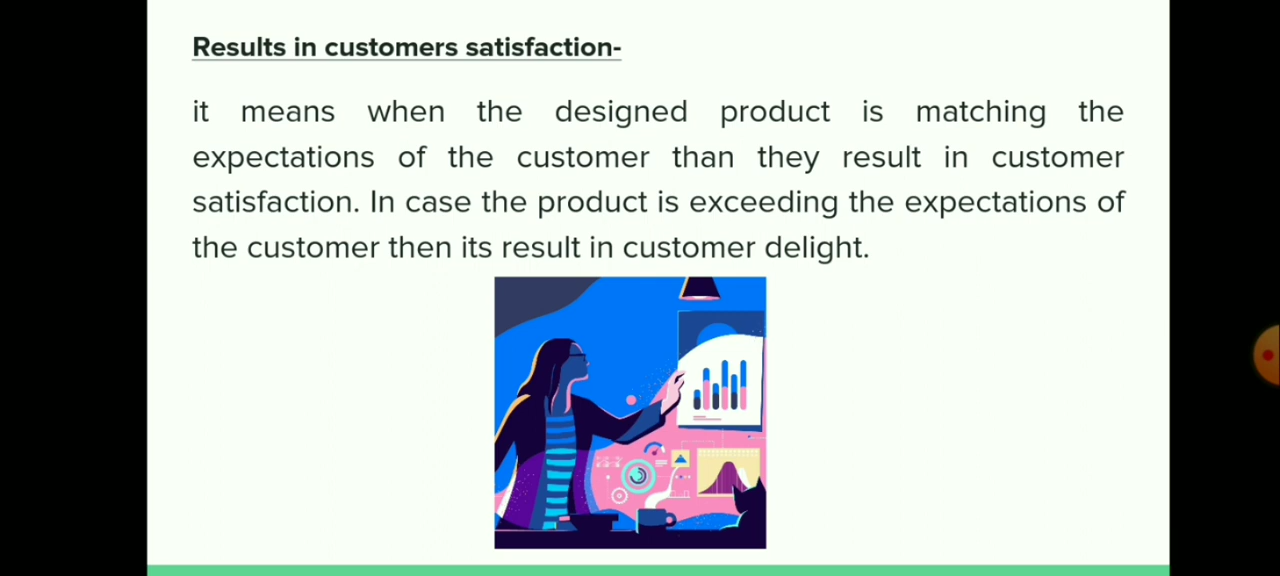 Results in customers satisfaction-
it means when the designed product is matching the
expectations of the customer than they result in customer
satisfaction. In case the product is exceeding the expectations of
the customer then its result in customer delight.